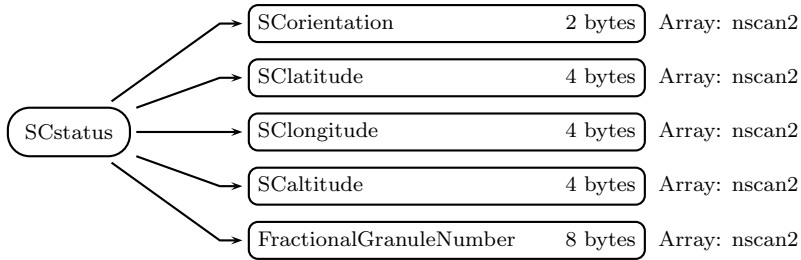 SCorientation 2 bytes Array: nscan2
SClatitude 4 bytes Array: nscan2
SCstatus
SClongitude 4 bytes Array: nscan2
SCaltitude 4 bytes Array: nscan2
FractionalGranuleNumber 8 bytes Array: nscan2